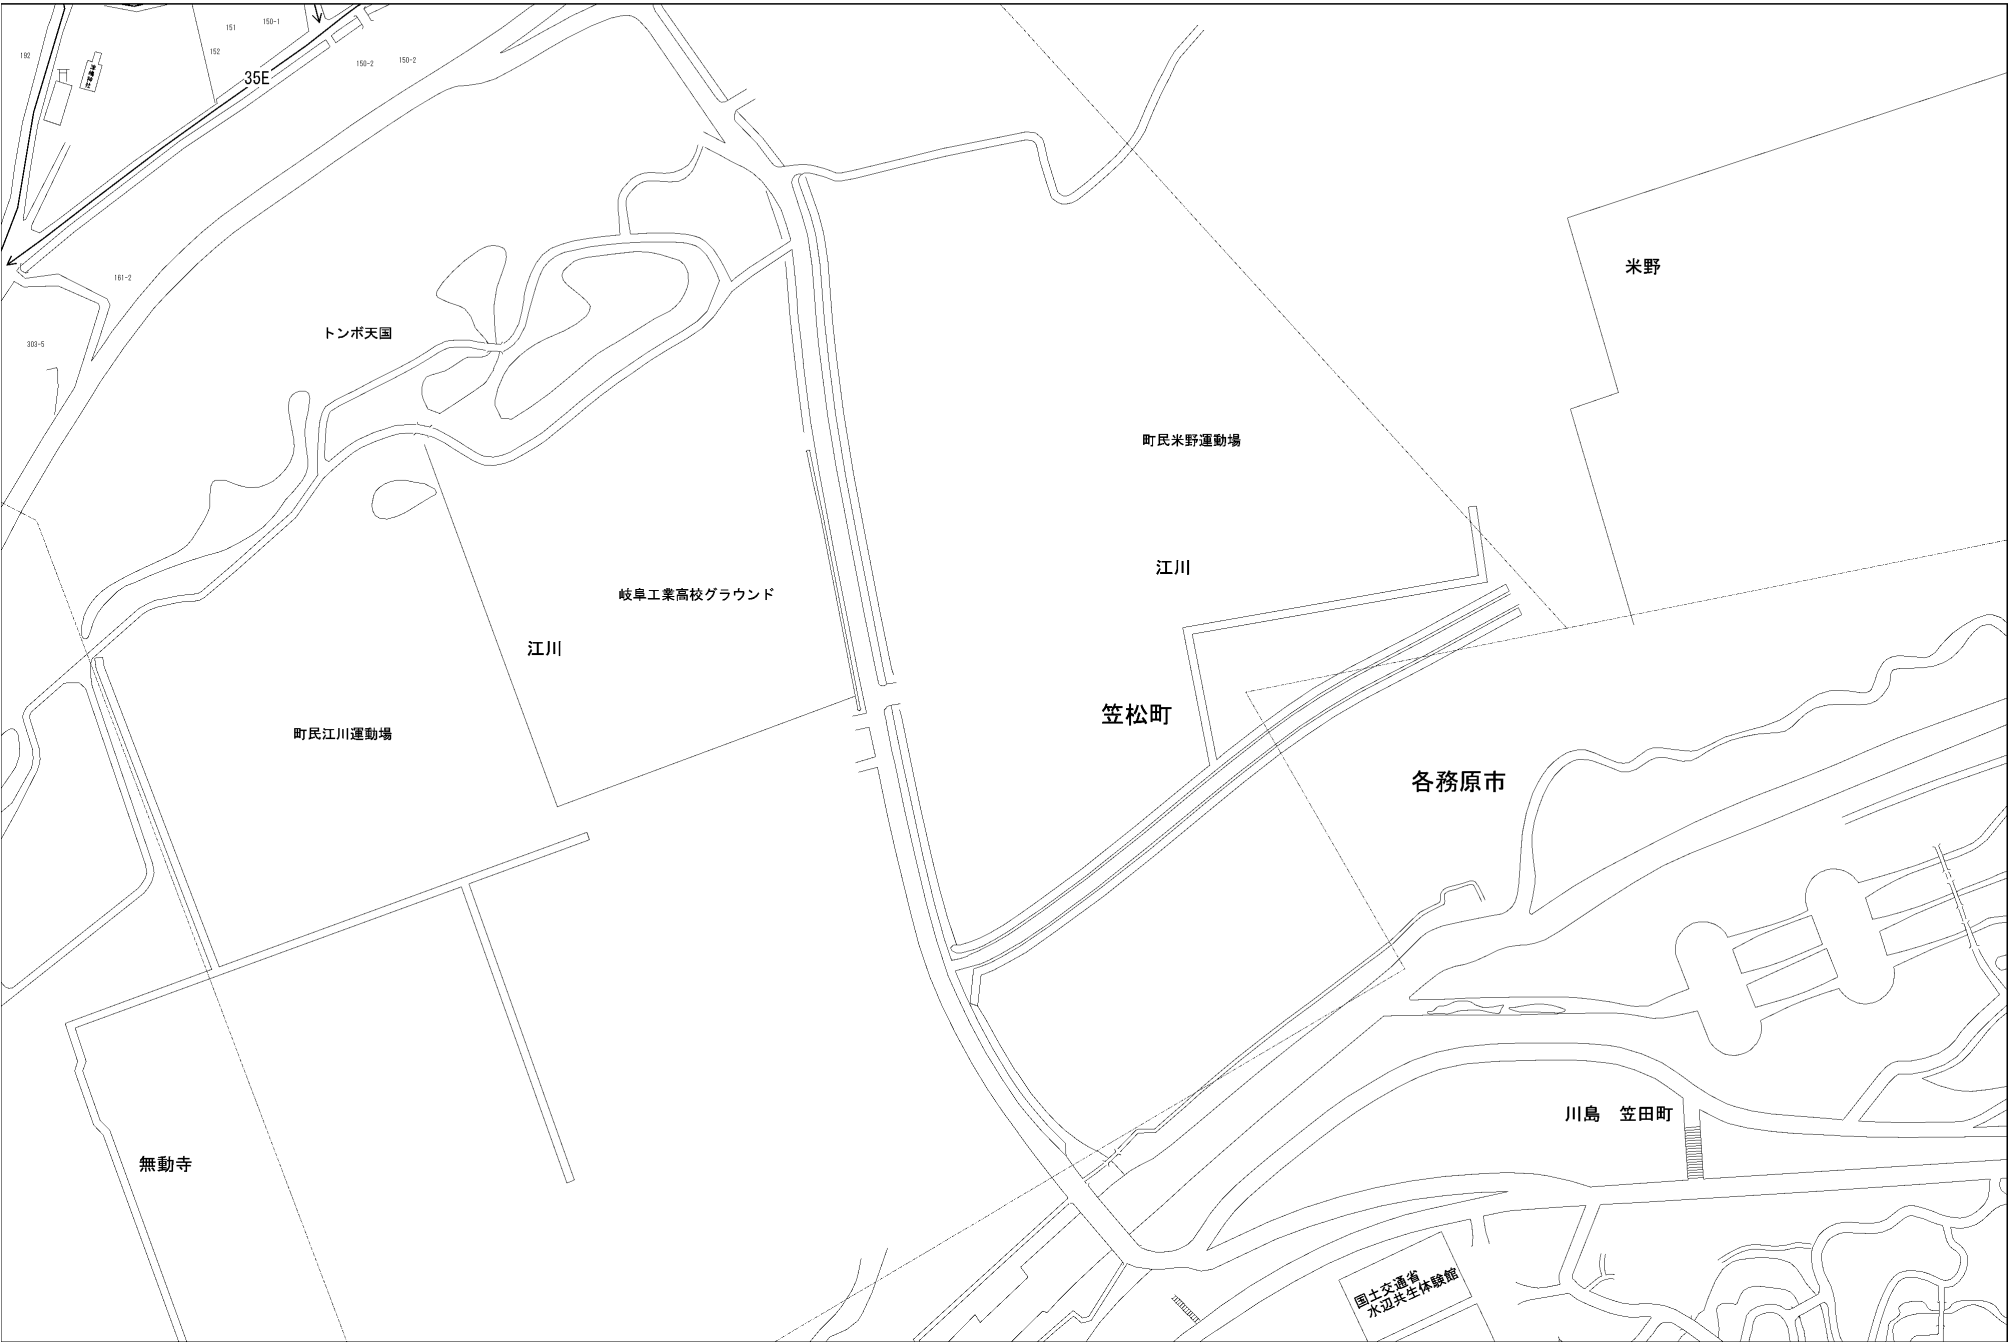 151
150-1
192
152
150-2
150-2
35E
161-2
米野
トンボ天国
303-5
町民米野運動場
江川
岐阜工業高校グラウンド
江川
笠松町
町民江川運動場
各務原市
川島 笠田町
無動寺
国土交通省
水辺共生体験館